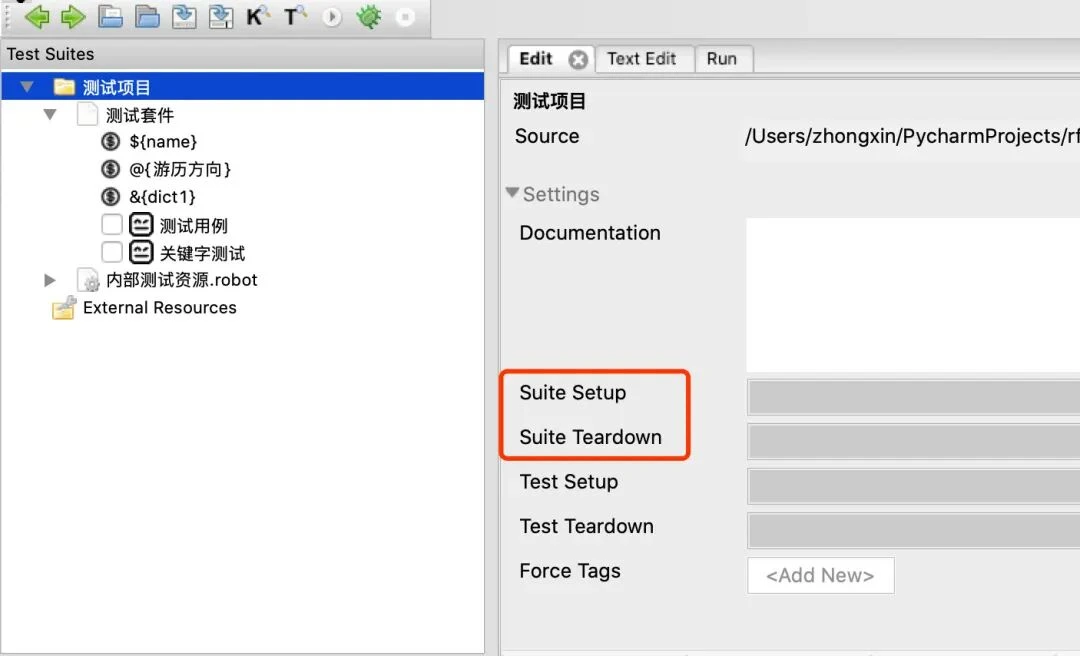 K T
Test Suites
测试项目
测试套件
${name}
@{游历方向}
&{dict1}
测试用例
关键字测试
内部测试资源.robot
External Resources
Edit Text Edit Run
测试项目
Source /Users/zhongxin/PycharmProjects/rf
Settings
Documentation
Suite Setup
Suite Teardown
Test Setup
Test Teardown
Force Tags <Add New>